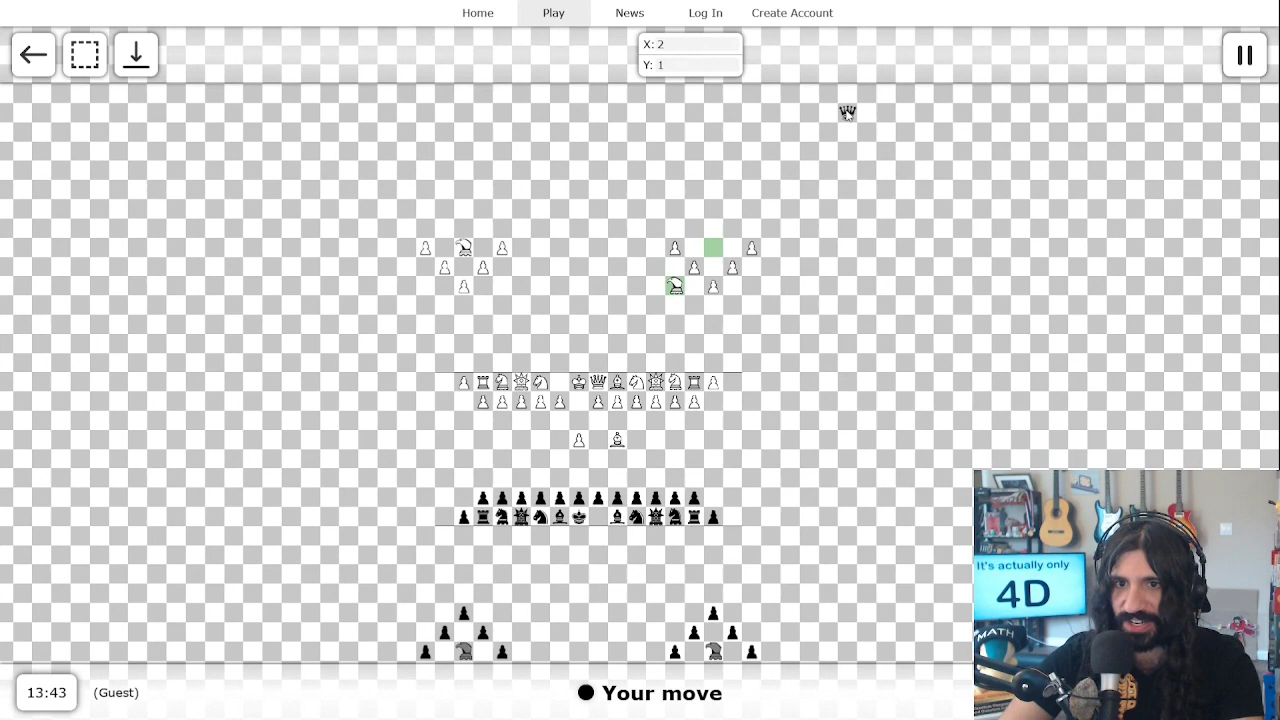 Home Play News Log In Create Account
X: 2
Y: 1
It's actually only
4D
MATH
13:43 (Guest) Your move